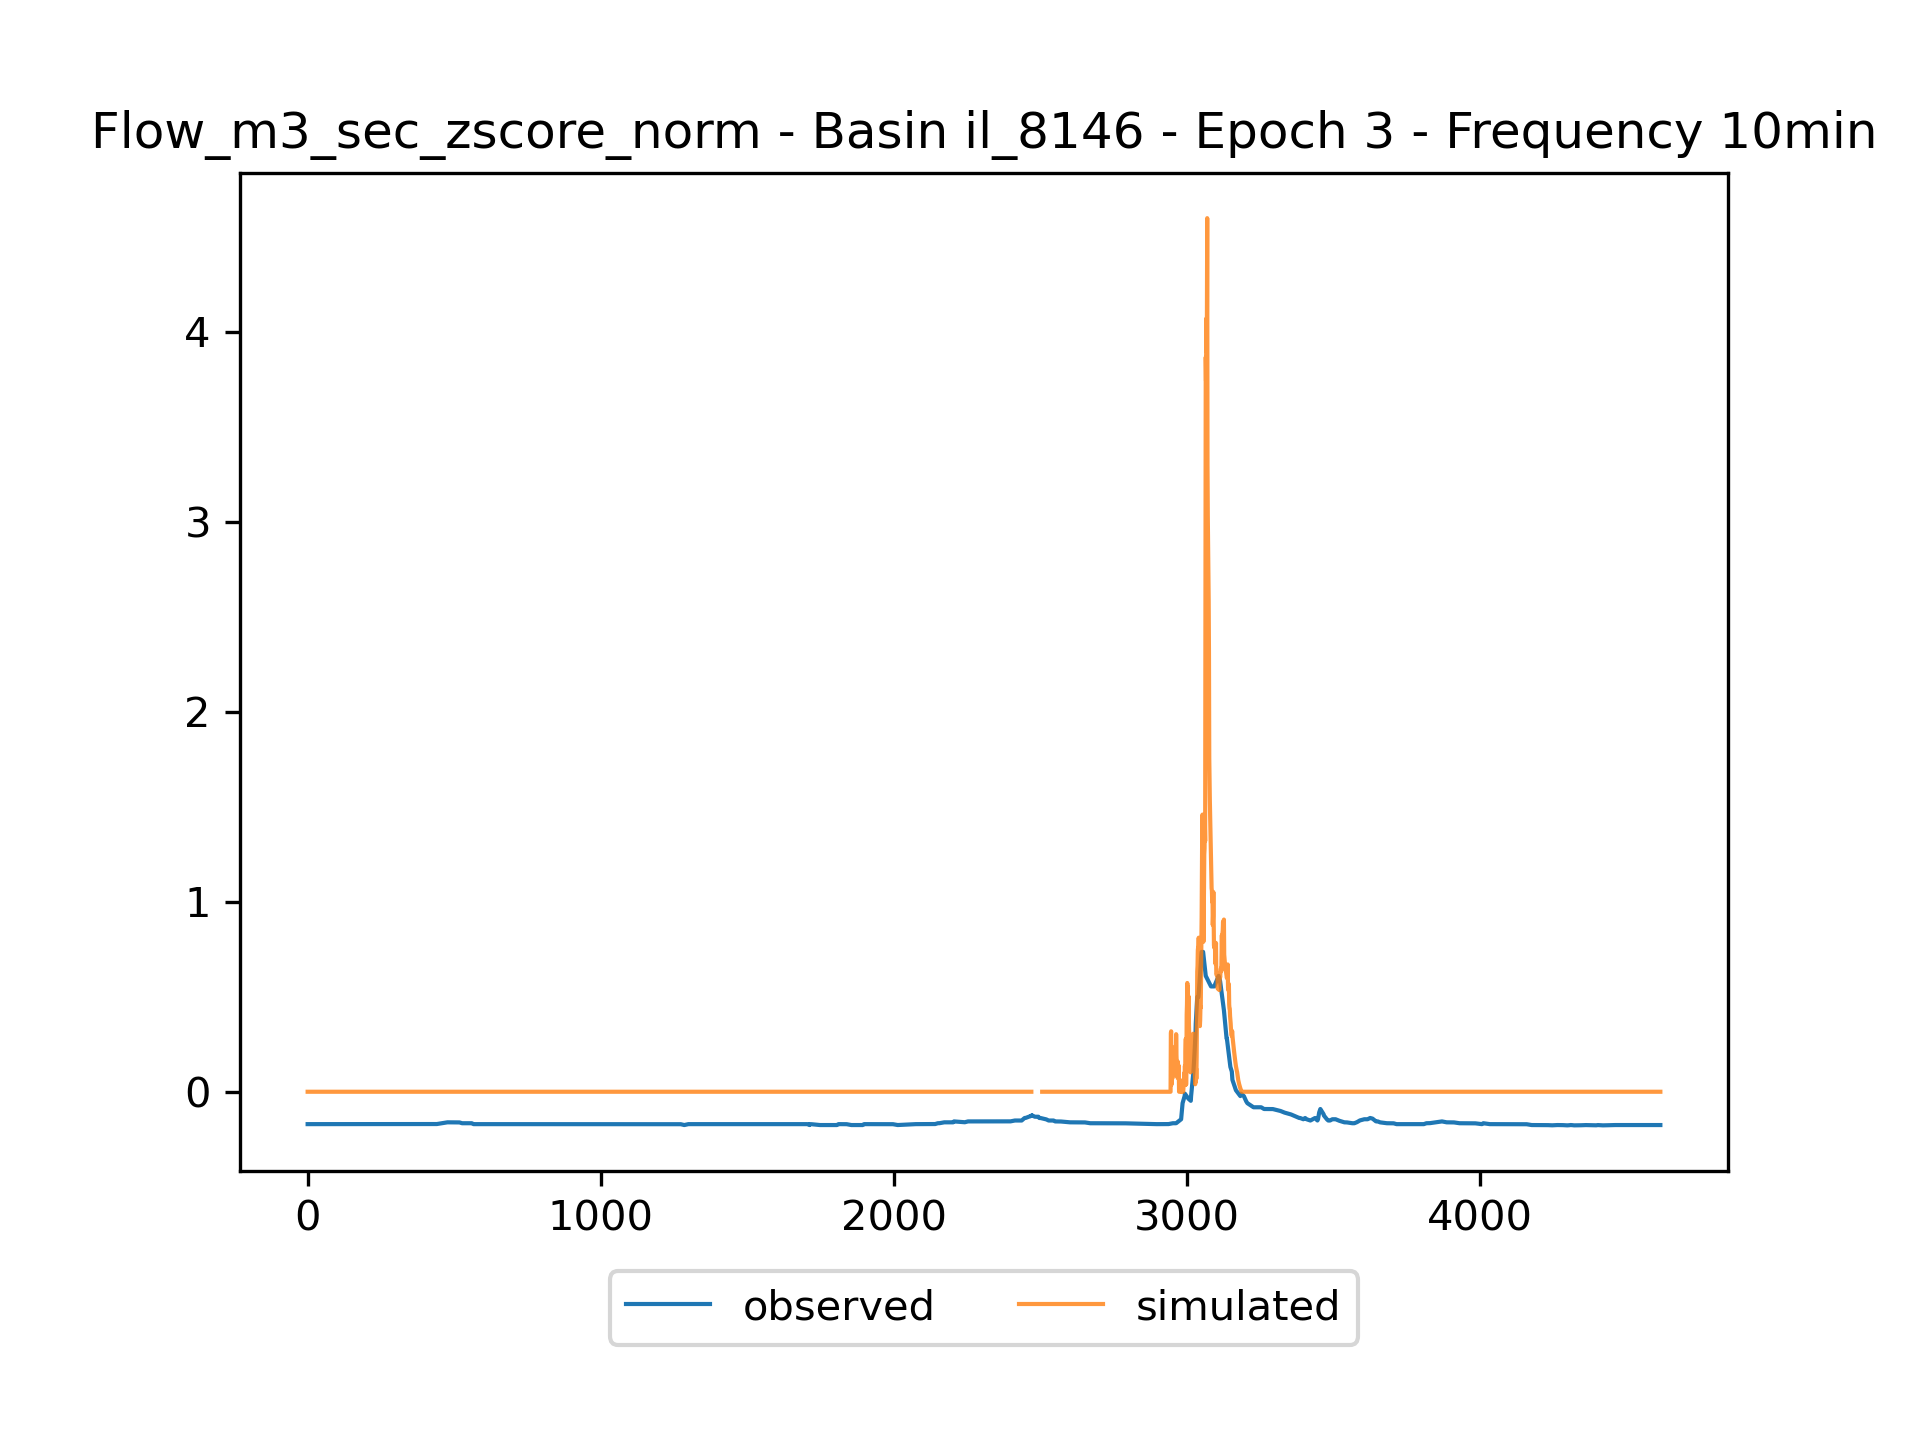 Flow_m3_sec_zscore_norm - Basin il_8146 - Epoch 3 - Frequency 10min
4
3
2
1
0
0 1000 2000 3000 4000
observed simulated